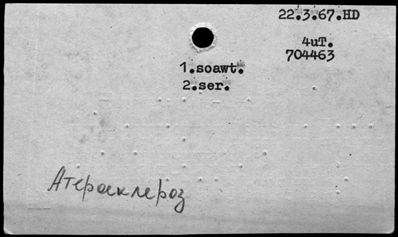 22.3.67.HD
4uT.
704463
1.soawt.
2.ser.
Атеросклероз